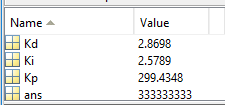 Name Value
Kd 2.8698
Ki 2.5789
Kp 299.4348
ans 333333333